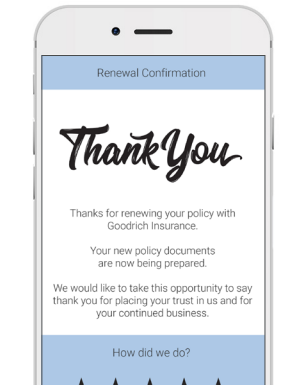 Renewal Confirmation
Thank You
Thanks for renewing your policy with
Goodrich Insurance.
Your new policy documents
are now being prepared.
We would like to take this opportunity to say
thank you for placing your trust in us and for
your continued business.
How did we do?